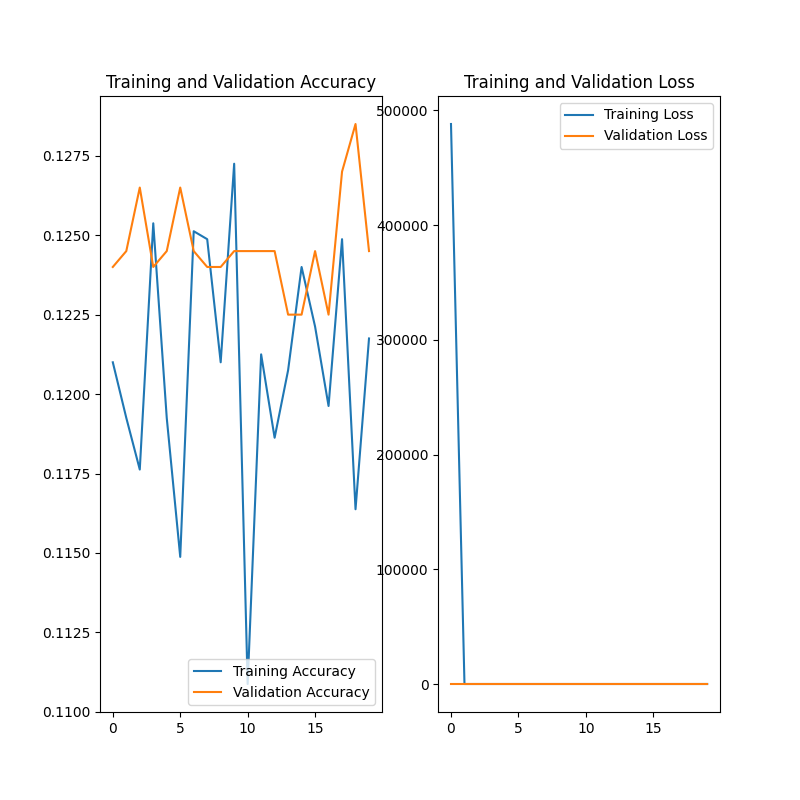 Training and Validation Accuracy
0.1275
0.1250
0.1225
0.1200
0.1175
0.1150
0.1125
0.1100
0 5 10 15
Training Accuracy
Validation Accuracy
Training and Validation Loss
500000
400000
300000
200000
100000
0
0 5 10 15
Training Loss
Validation Loss